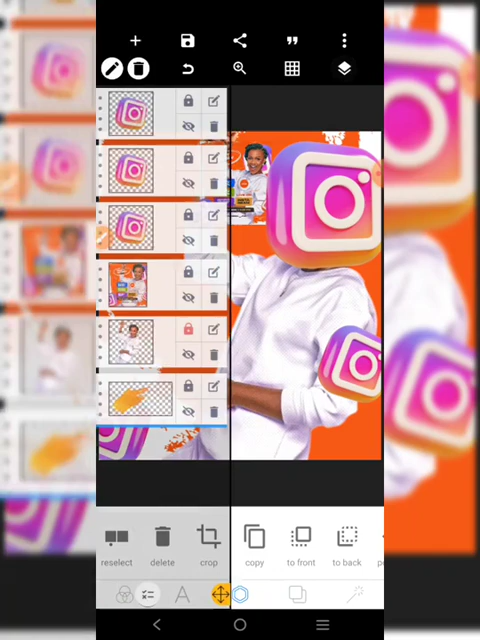 reselect
delete
crop
copy
to front
to back